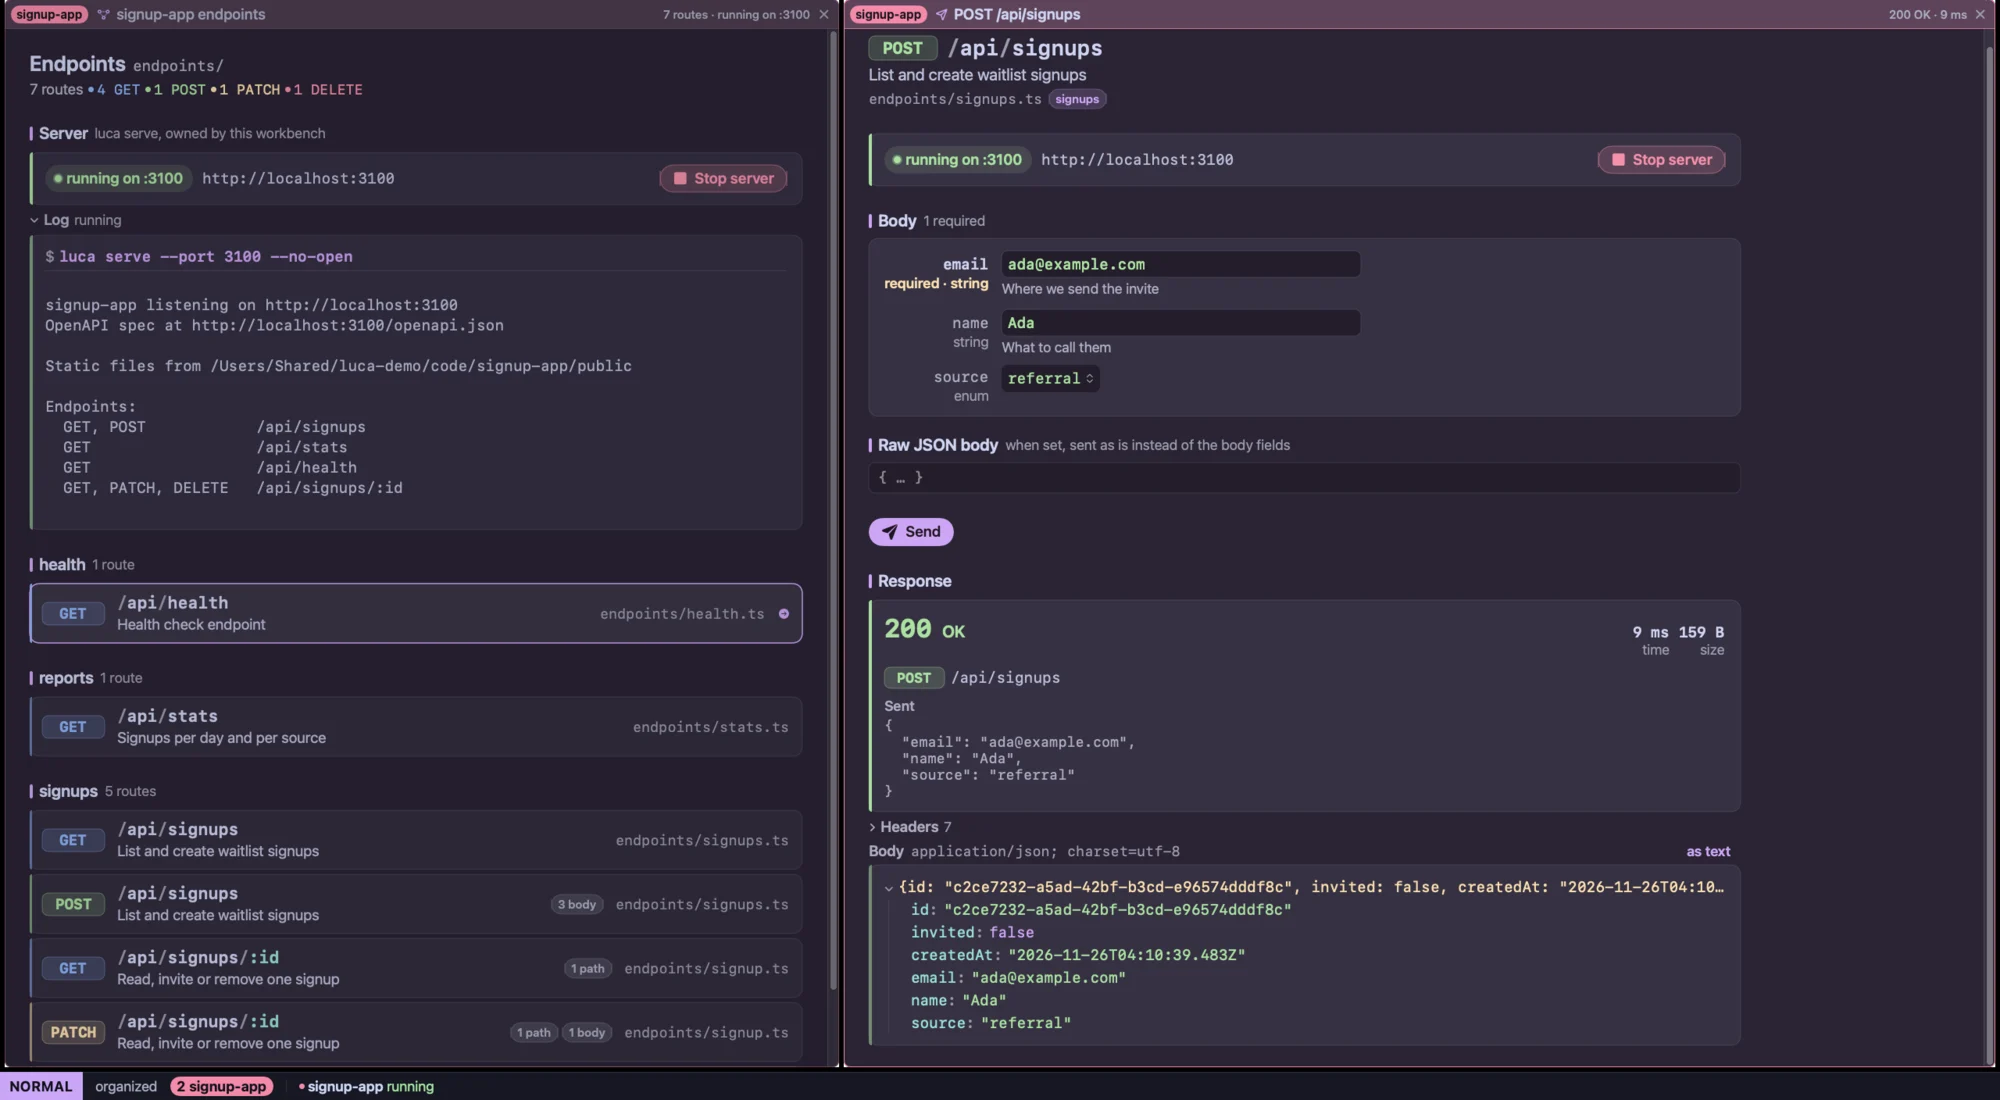 signup-app signup-app endpoints 7 routes · running on :3100
Endpoints endpoints/
7 routes • 4 GET • 1 POST • 1 PATCH • 1 DELETE
Server luca serve, owned by this workbench
running on :3100 http://localhost:3100 Stop server
Log running
$ luca serve --port 3100 --no-open
signup-app listening on http://localhost:3100
OpenAPI spec at http://localhost:3100/openapi.json
Static files from /Users/Shared/luca-demo/code/signup-app/public
Endpoints:
GET, POST /api/signups
GET /api/stats
GET /api/health
GET, PATCH, DELETE /api/signups/:id
health 1 route
GET /api/health endpoints/health.ts
Health check endpoint
reports 1 route
GET /api/stats endpoints/stats.ts
Signups per day and per source
signups 5 routes
GET /api/signups endpoints/signups.ts
List and create waitlist signups
POST /api/signups 3 body endpoints/signups.ts
List and create waitlist signups
GET /api/signups/:id 1 path endpoints/signup.ts
Read, invite or remove one signup
PATCH /api/signups/:id 1 path 1 body endpoints/signup.ts
Read, invite or remove one signup
signup-app POST /api/signups 200 OK · 9 ms
POST /api/signups
List and create waitlist signups
endpoints/signups.ts signups
running on :3100 http://localhost:3100 Stop server
Body 1 required
email ada@example.com
required · string Where we send the invite
name Ada
string What to call them
source referral
enum
Raw JSON body when set, sent as is instead of the body fields
{ … }
Send
Response
200 OK 9 ms 159 B
time size
POST /api/signups
Sent
{
"email": "ada@example.com",
"name": "Ada",
"source": "referral"
}
Headers 7
Body application/json; charset=utf-8 as text
{id: "c2ce7232-a5ad-42bf-b3cd-e96574dddf8c", invited: false, createdAt: "2026-11-26T04:10…
id: "c2ce7232-a5ad-42bf-b3cd-e96574dddf8c"
invited: false
createdAt: "2026-11-26T04:10:39.483Z"
email: "ada@example.com"
name: "Ada"
source: "referral"
NORMAL organized 2 signup-app • signup-app running